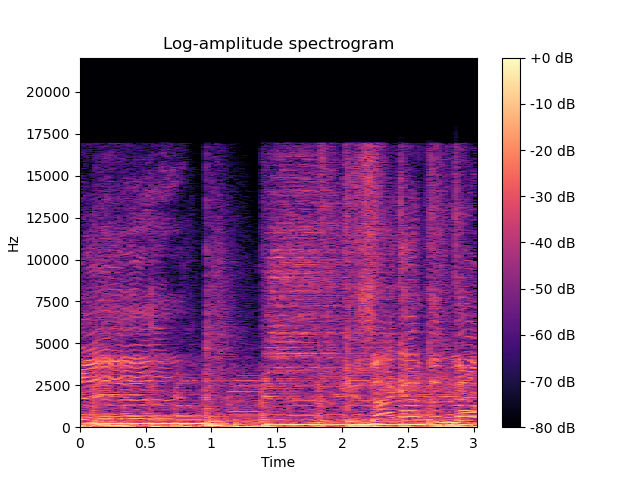 Log-amplitude spectrogram
Hz
20000
17500
15000
12500
10000
7500
5000
2500
0
0 0.5 1 1.5 2 2.5 3
Time
+0 dB
-10 dB
-20 dB
-30 dB
-40 dB
-50 dB
-60 dB
-70 dB
-80 dB